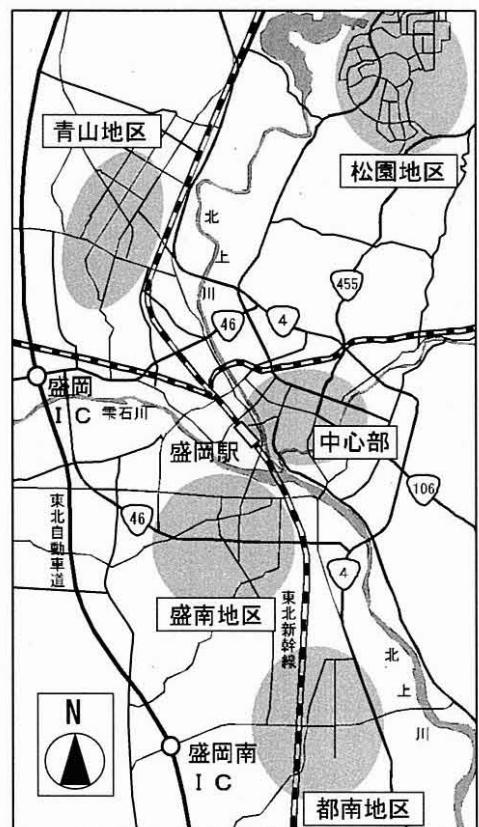 青山地区
松園地区
北
上
川
455
46
4
盛岡
ＩＣ
雫石川
盛岡駅
中心部
106
東北自動車道
46
4
盛南地区
東北新幹線
北
上
川
N
盛岡南
ＩＣ
都南地区